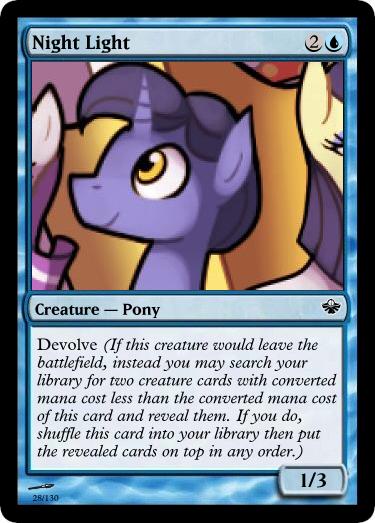 Night Light 2
Creature — Pony
Devolve (If this creature would leave the
battlefield, instead you may search your
library for two creature cards with converted
mana cost less than the converted mana cost
of this card and reveal them. If you do,
shuffle this card into your library then put
the revealed cards on top in any order.)
1/3
28/130